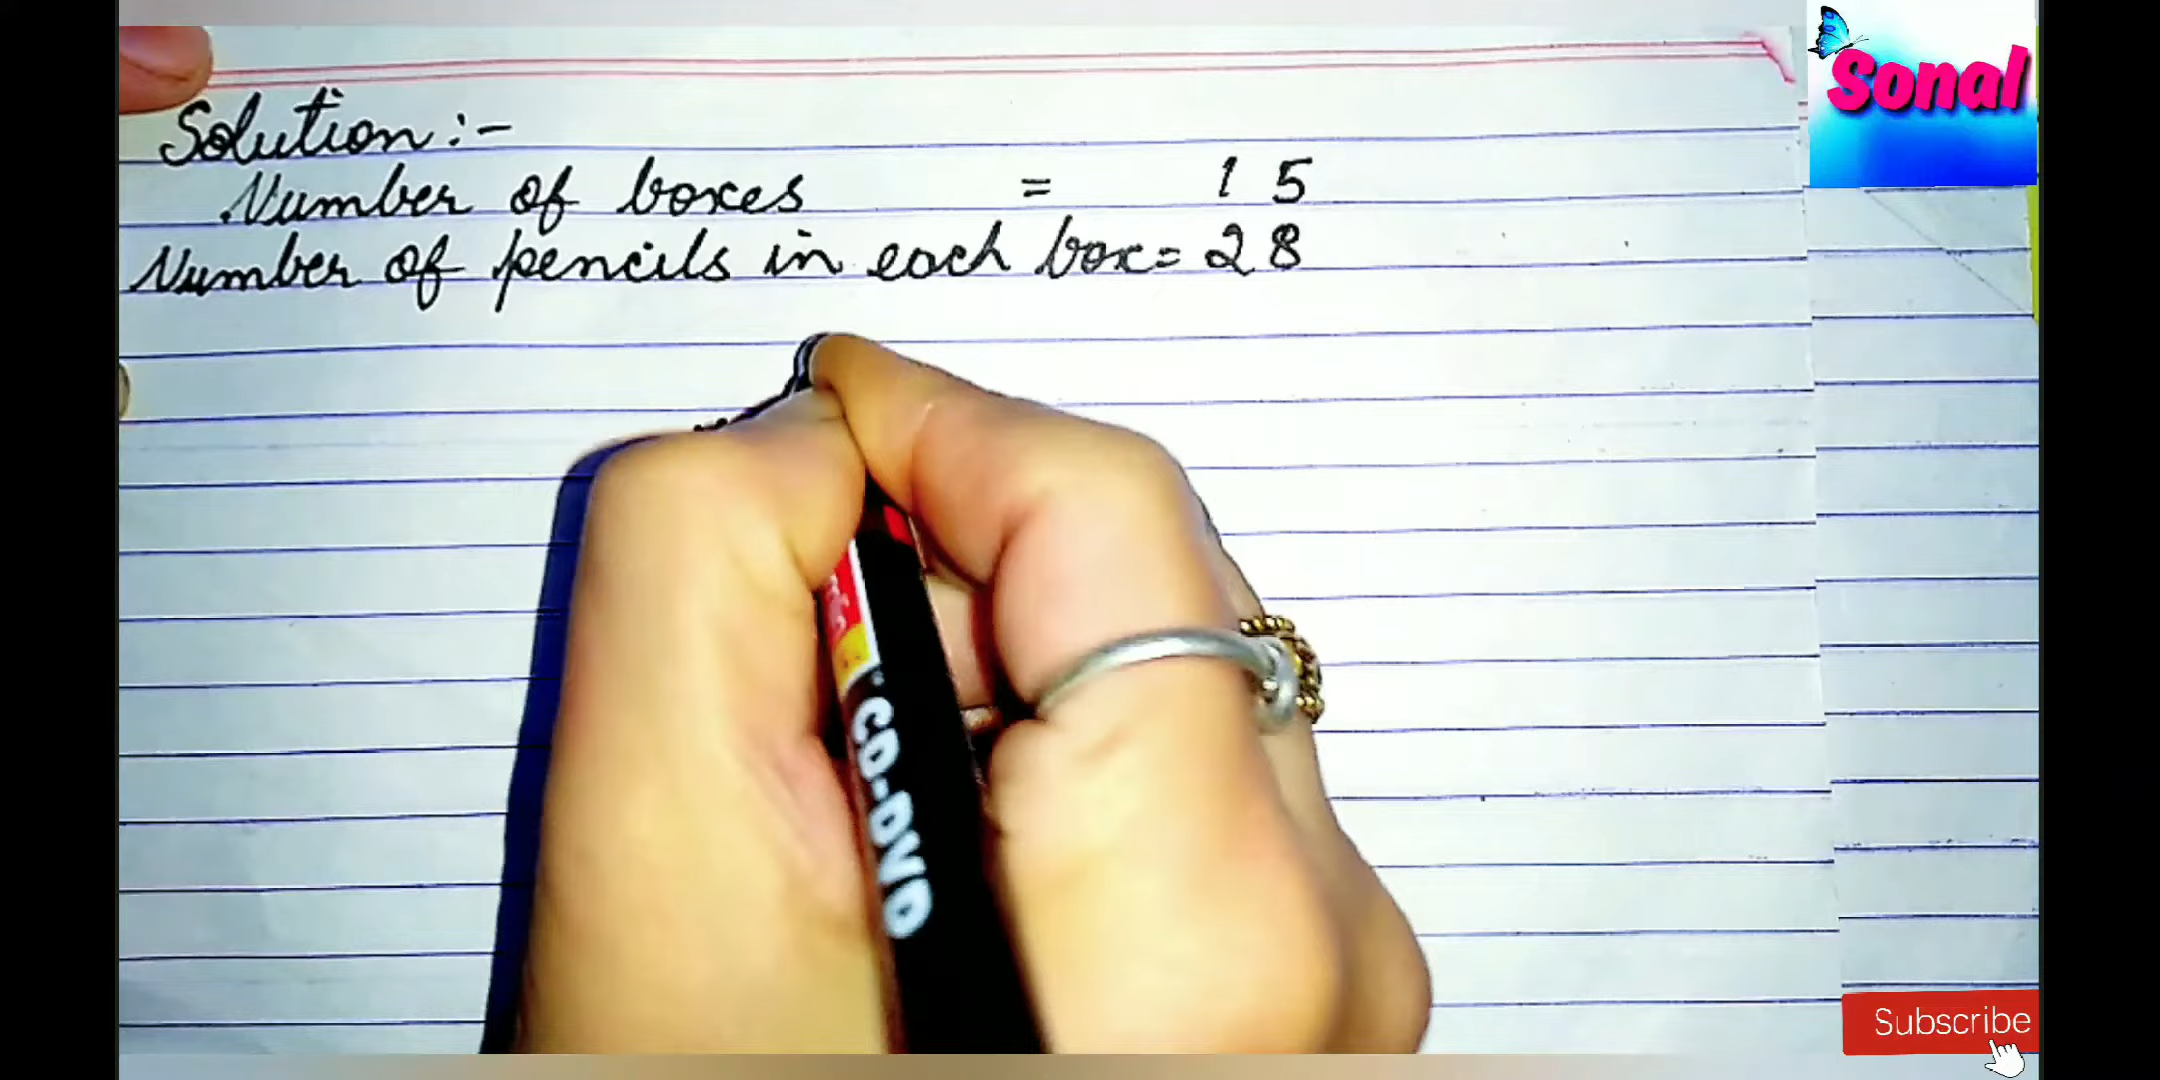 Sonal
Solution:-
Number of boxes = 15
Number of pencils in each box = 28
CD-DVD
Subscribe